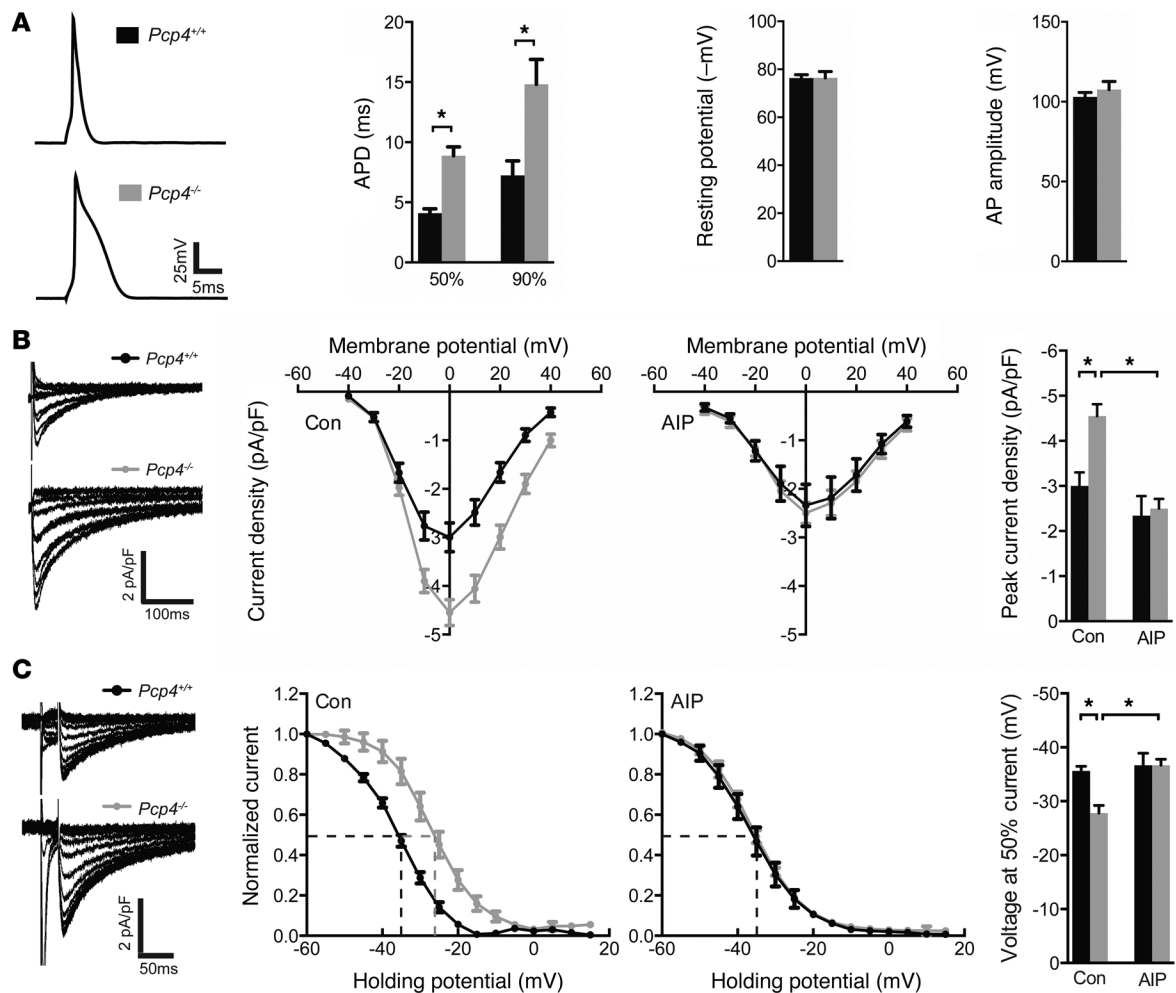 A
Pcp4+/+
Pcp4-/-
25mV
5ms
APD (ms)
20
15
10
5
0
*
*
50%
90%
Resting potential (–mV)
100
80
60
40
20
0
AP amplitude (mV)
150
100
50
0
B
Pcp4+/+
Pcp4-/-
2 pA/pF
100ms
Membrane potential (mV)
-60 -40 -20 0 20 40 60
Con
Current density (pA/pF)
-1
-2
-3
-4
-5
Membrane potential (mV)
-60 -40 -20 0 20 40 60
AIP
-1
-2
-3
-4
-5
Peak current density (pA/pF)
-6
-5
-4
-3
-2
-1
0
* *
Con AIP
C
Pcp4+/+
Pcp4-/-
2 pA/pF
50ms
Normalized current
1.2
1.0
0.8
0.6
0.4
0.2
0.0
Con
-60 -40 -20 0 20
Holding potential (mV)
1.2
1.0
0.8
0.6
0.4
0.2
0.0
AIP
-60 -40 -20 0 20
Holding potential (mV)
Voltage at 50% current (mV)
-50
-40
-30
-20
-10
0
* *
Con AIP